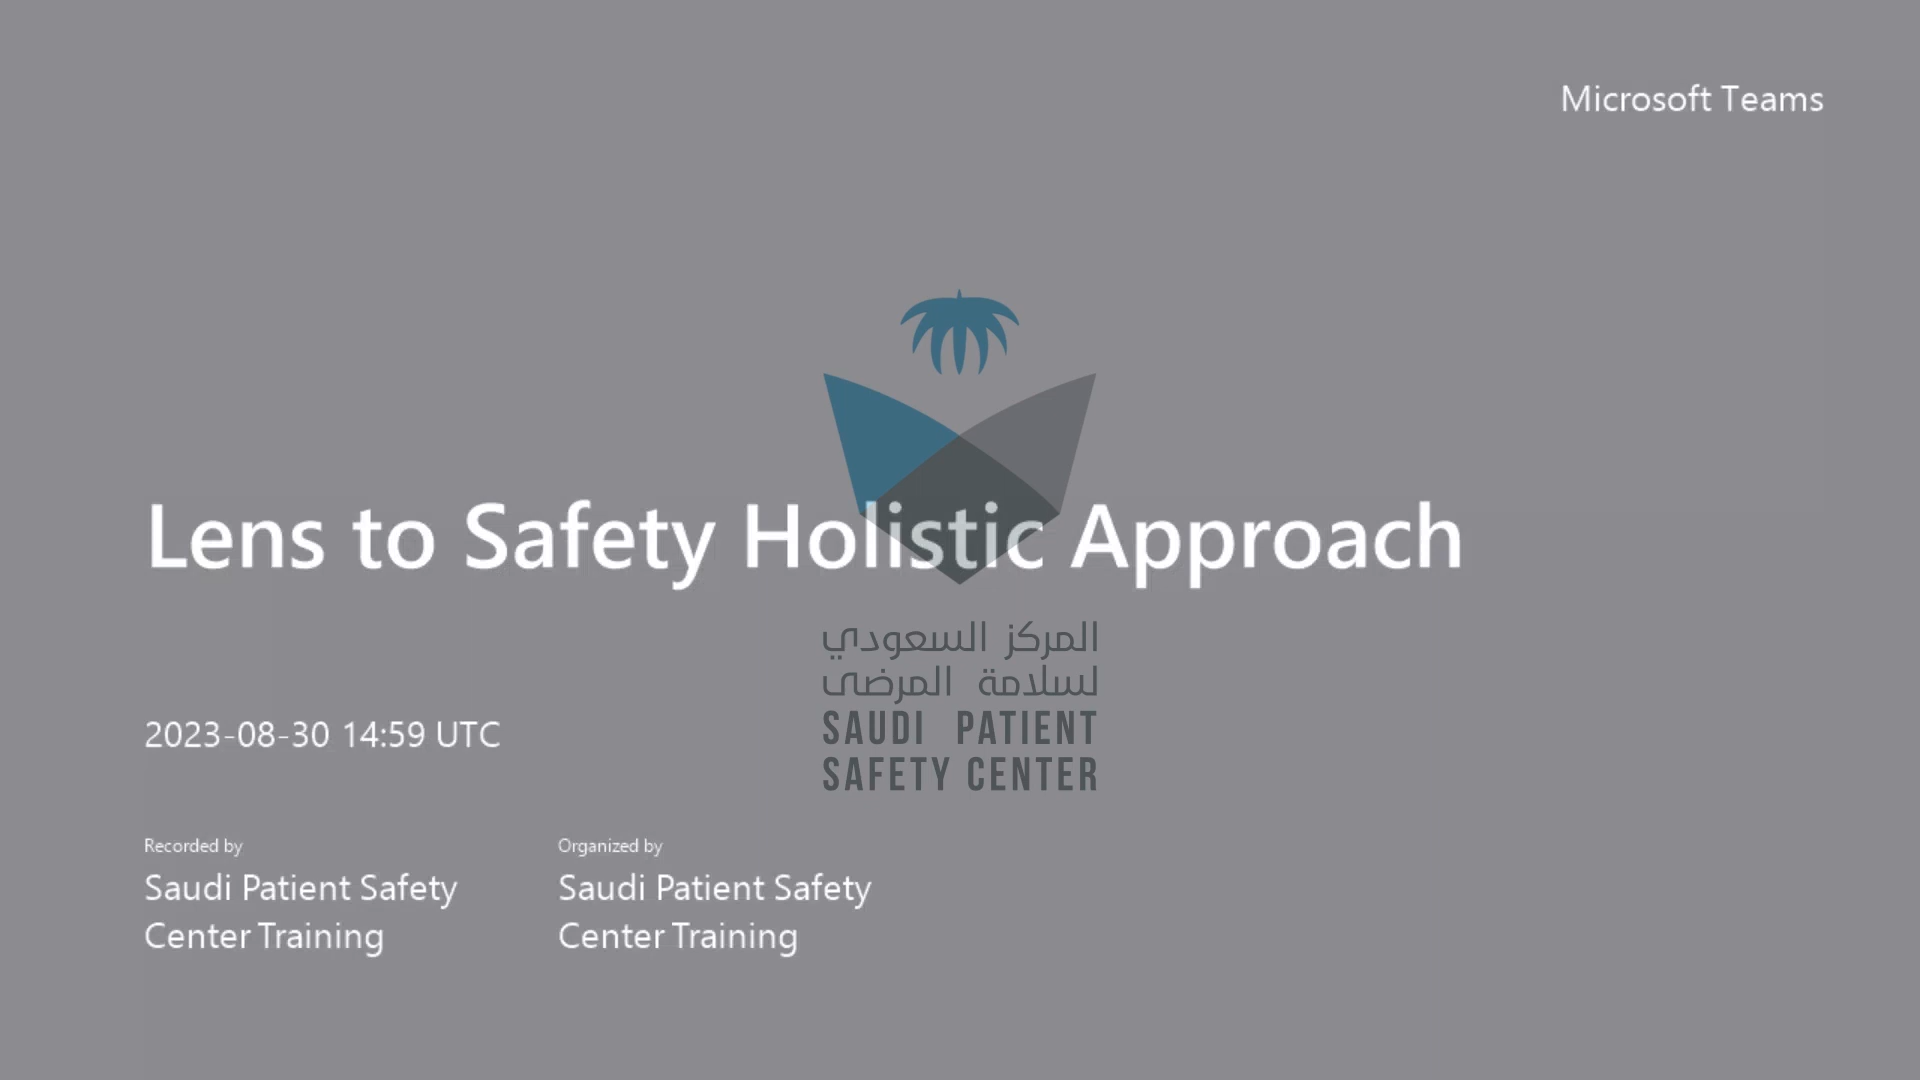 Microsoft Teams
Lens to Safety Holistic Approach
المركز السعودي
لسلامة المرضى
SAUDI PATIENT
SAFETY CENTER
2023-08-30 14:59 UTC
Recorded by
Saudi Patient Safety
Center Training
Organized by
Saudi Patient Safety
Center Training